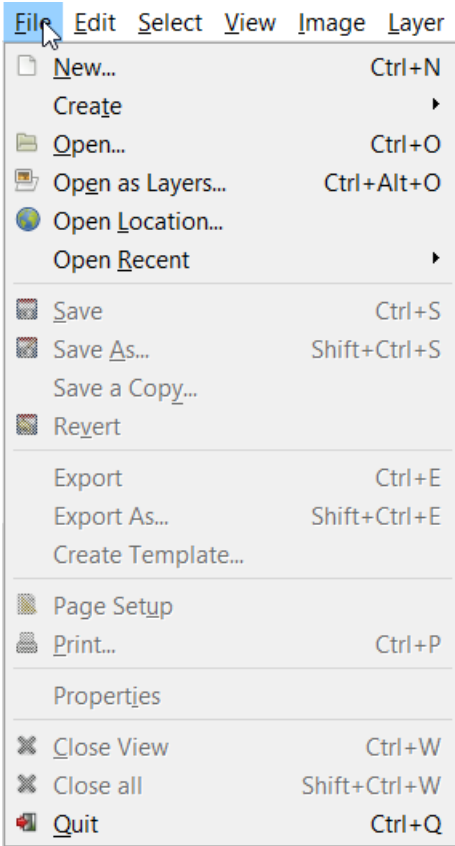 File Edit Select View Image Layer
New... Ctrl+N
Create
Open... Ctrl+O
Open as Layers... Ctrl+Alt+O
Open Location...
Open Recent
Save Ctrl+S
Save As... Shift+Ctrl+S
Save a Copy...
Revert
Export Ctrl+E
Export As... Shift+Ctrl+E
Create Template...
Page Setup
Print... Ctrl+P
Properties
Close View Ctrl+W
Close all Shift+Ctrl+W
Quit Ctrl+Q